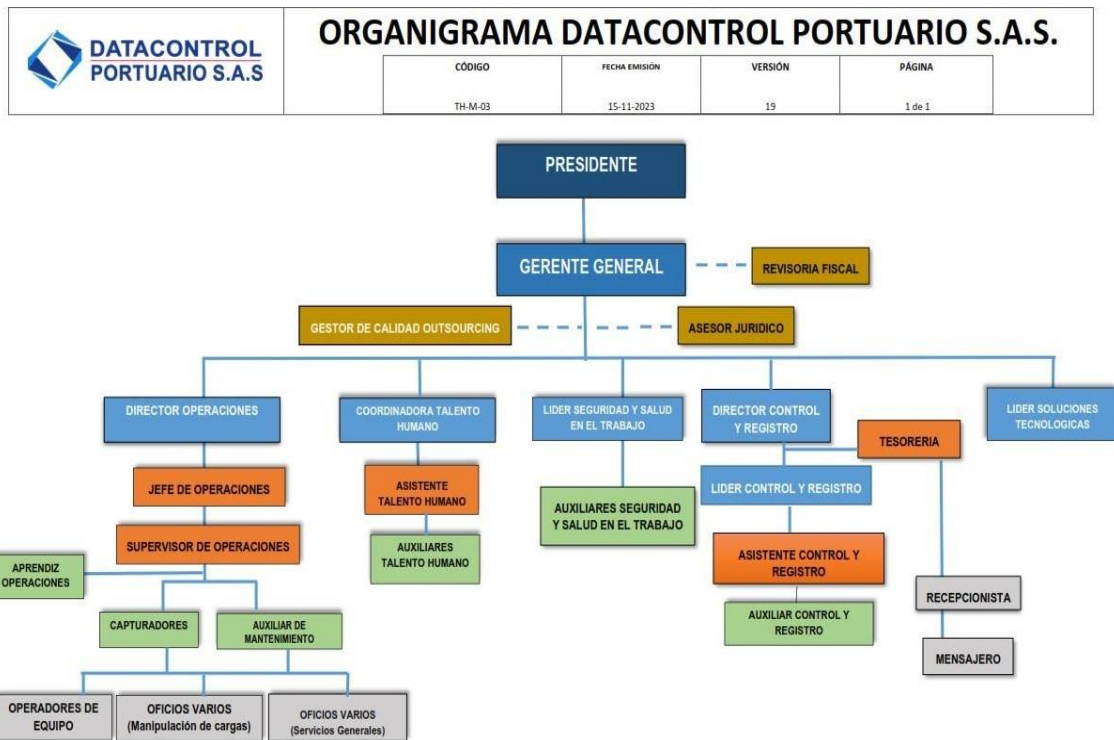 DATACONTROL
PORTUARIO S.A.S
ORGANIGRAMA DATACONTROL PORTUARIO S.A.S.
CÓDIGO
FECHA EMISIÓN
VERSIÓN
PÁGINA
TH-M-03
15-11-2023
19
1 de 1
PRESIDENTE
GERENTE GENERAL
REVISORIA FISCAL
GESTOR DE CALIDAD OUTSOURCING
ASESOR JURIDICO
DIRECTOR OPERACIONES
COORDINADORA TALENTO
HUMANO
LIDER SEGURIDAD Y SALUD
EN EL TRABAJO
DIRECTOR CONTROL
Y REGISTRO
LIDER SOLUCIONES
TECNOLOGICAS
TESORERIA
JEFE DE OPERACIONES
ASISTENTE
TALENTO HUMANO
LIDER CONTROL Y REGISTRO
AUXILIARES SEGURIDAD
Y SALUD EN EL TRABAJO
SUPERVISOR DE OPERACIONES
AUXILIARES
TALENTO HUMANO
ASISTENTE CONTROL Y
REGISTRO
APRENDIZ
OPERACIONES
RECEPCIONISTA
CAPTURADORES
AUXILIAR DE
MANTENIMIENTO
AUXILIAR CONTROL Y
REGISTRO
MENSAJERO
OPERADORES DE
EQUIPO
OFICIOS VARIOS
(Manipulación de cargas)
OFICIOS VARIOS
(Servicios Generales)